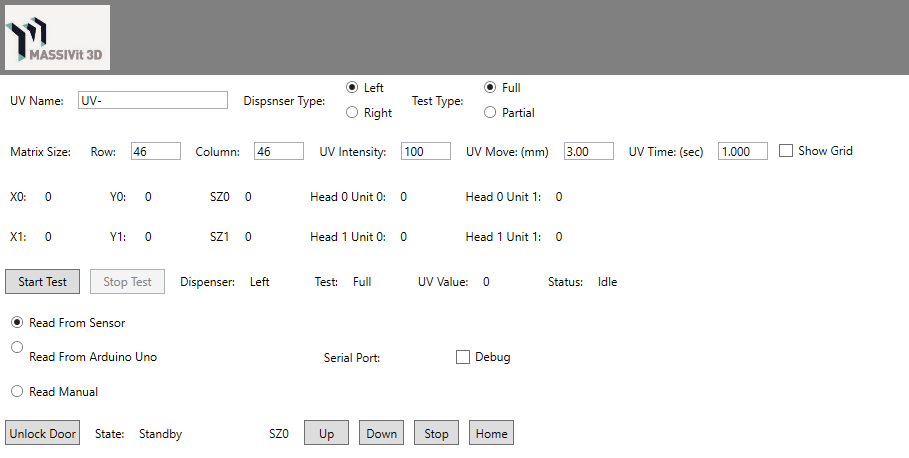 MASSIVit 3D
UV Name: UV- Dispsnser Type: Left Test Type: Full
Right Partial
Matrix Size: Row: 46 Column: 46 UV Intensity: 100 UV Move: (mm) 3.00 UV Time: (sec) 1.000 Show Grid
X0: 0 Y0: 0 SZ0 0 Head 0 Unit 0: 0 Head 0 Unit 1: 0
X1: 0 Y1: 0 SZ1 0 Head 1 Unit 0: 0 Head 1 Unit 1: 0
Start Test Stop Test Dispenser: Left Test: Full UV Value: 0 Status: Idle
Read From Sensor
Read From Arduino Uno Serial Port: Debug
Read Manual
Unlock Door State: Standby SZ0 Up Down Stop Home